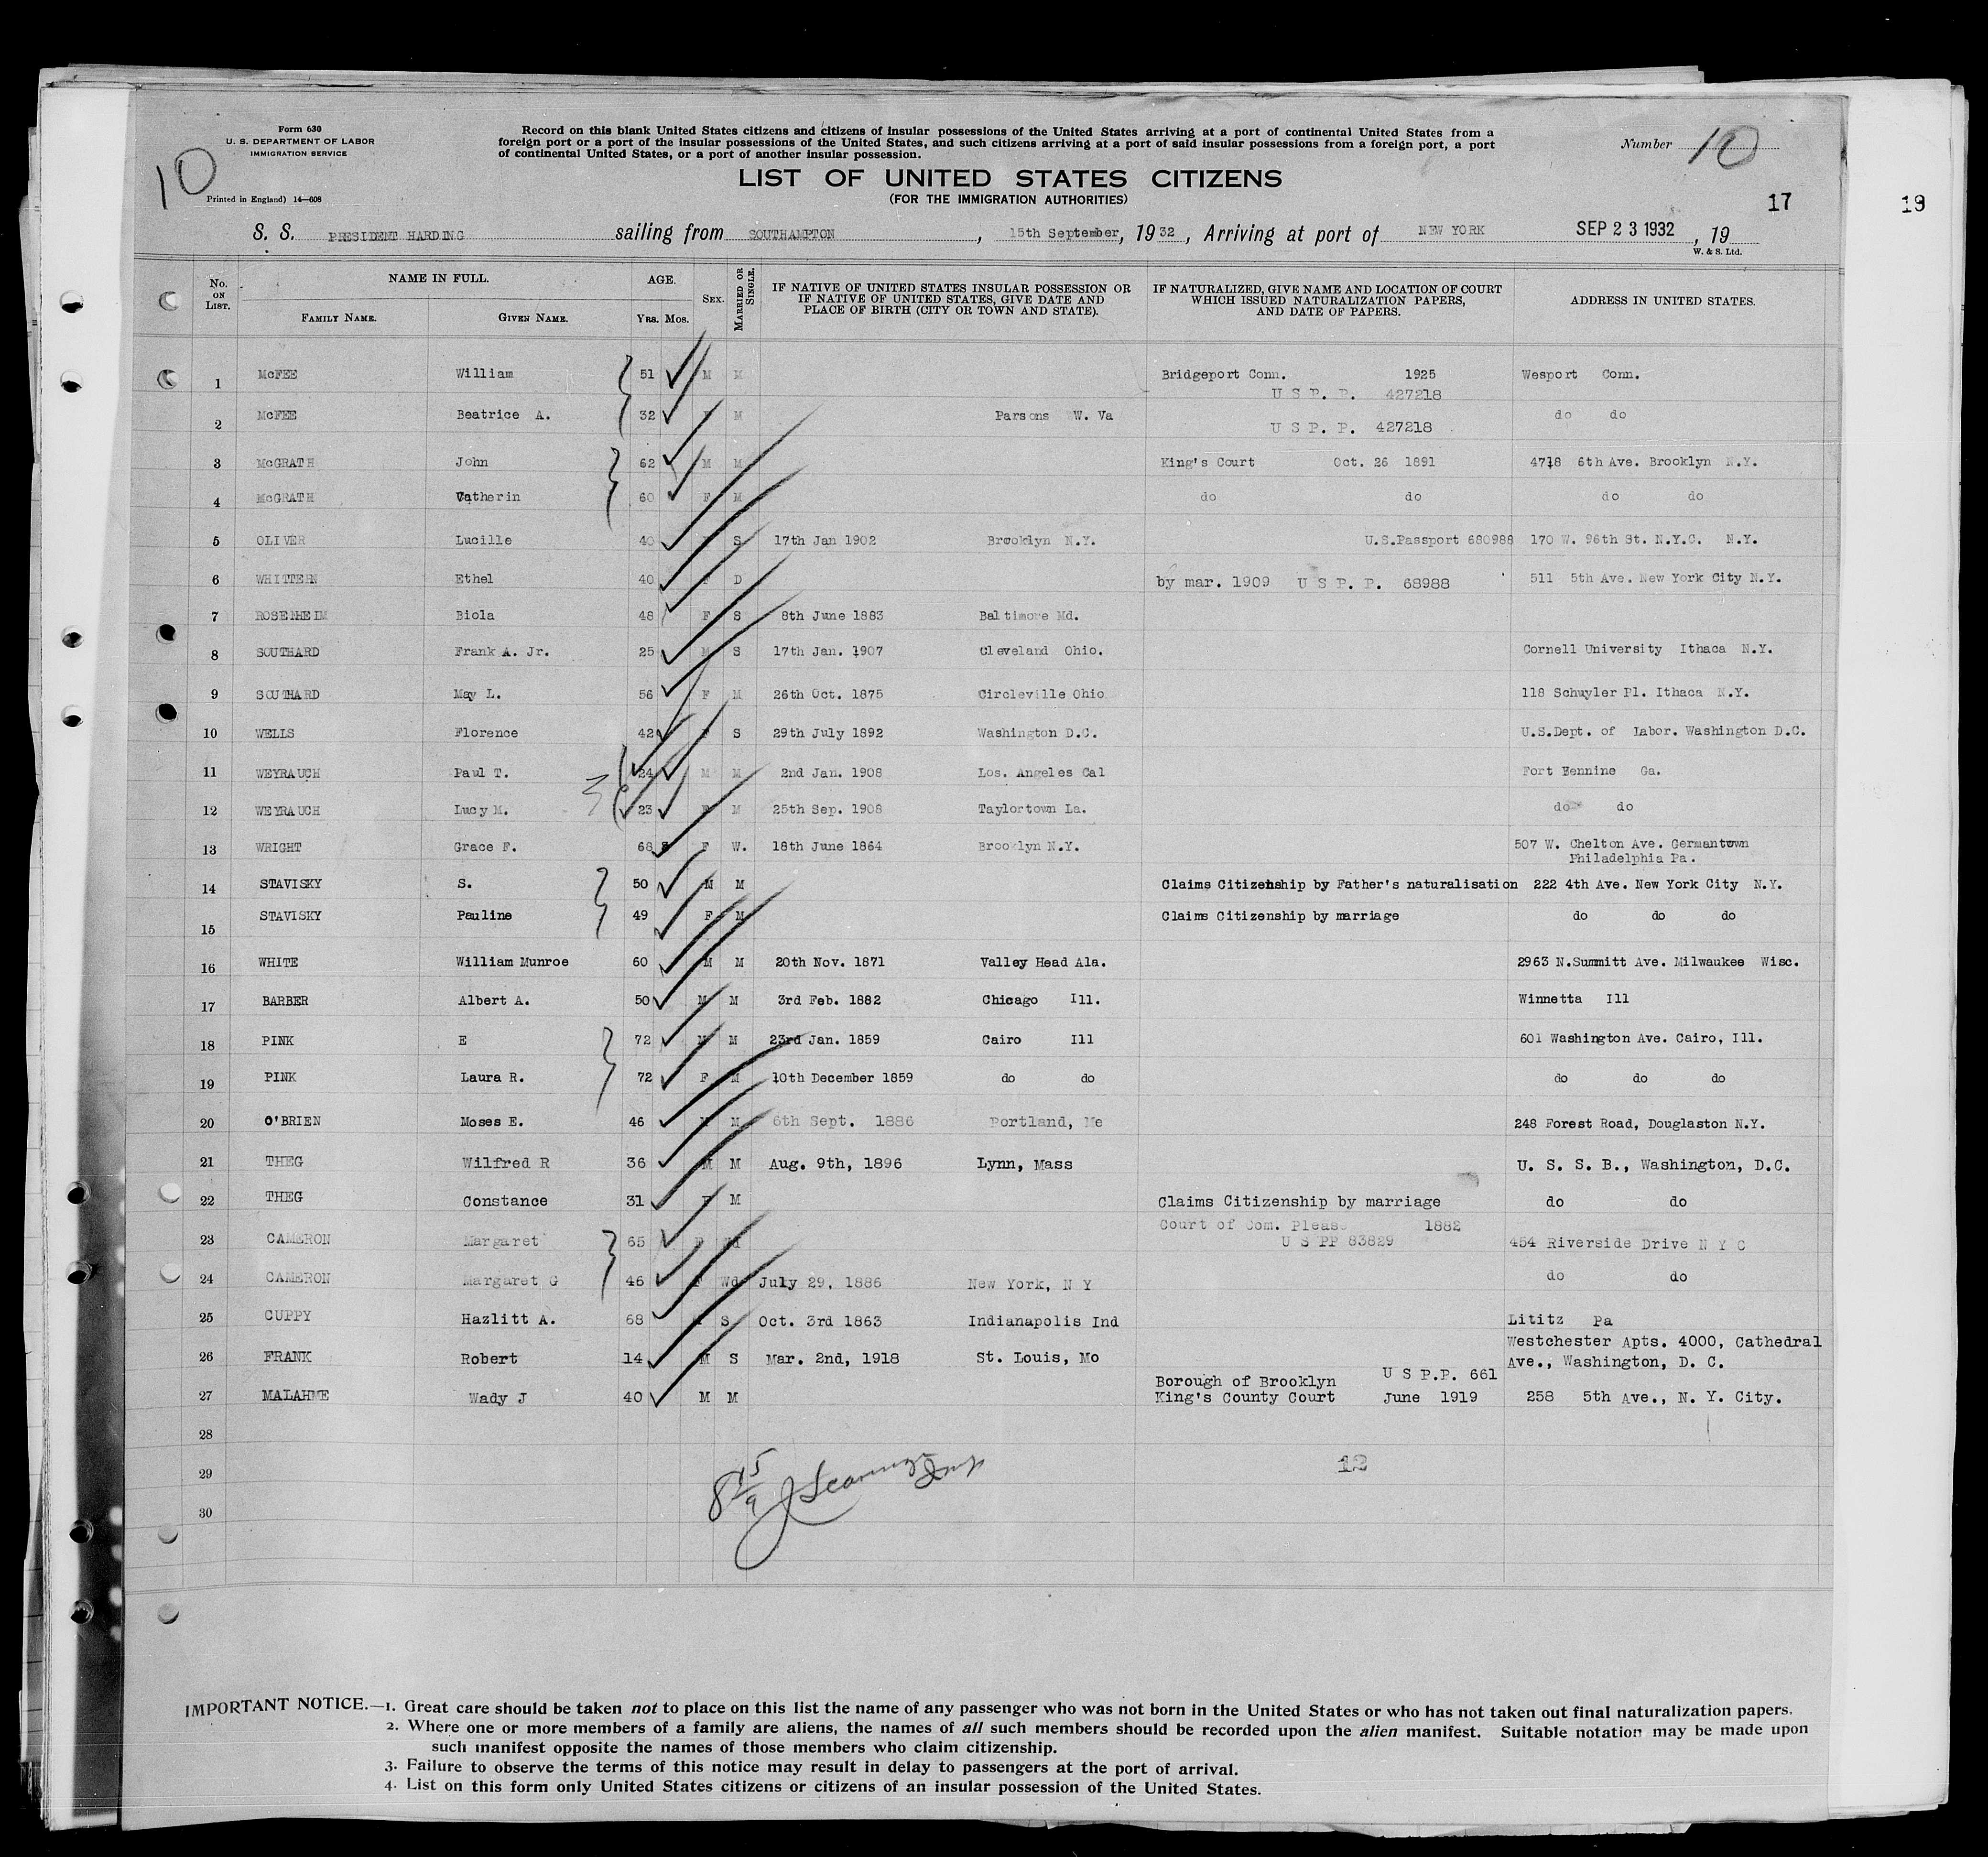 Form 630
U. S. DEPARTMENT OF LABOR
IMMIGRATION SERVICE
10
Printed in England) 14—608
Record on this blank United States citizens and citizens of insular possessions of the United States arriving at a port of continental United States from a
foreign port or a port of the insular possessions of the United States, and such citizens arriving at a port of said insular possessions from a foreign port, a port
of continental United States, or a port of another insular possession.
Number 10
LIST OF UNITED STATES CITIZENS
(FOR THE IMMIGRATION AUTHORITIES)
17
19
S. S. PRESIDENT HARDING sailing from SOUTHAMPTON, 15th September, 1932, Arriving at port of NEW YORK SEP 23 1932, 19
W. & S. Ltd.
No. ON LIST. NAME IN FULL. FAMILY NAME. GIVEN NAME. AGE. YRS. MOS. SEX. MARRIED OR SINGLE. IF NATIVE OF UNITED STATES INSULAR POSSESSION OR IF NATIVE OF UNITED STATES, GIVE DATE AND PLACE OF BIRTH (CITY OR TOWN AND STATE). IF NATURALIZED, GIVE NAME AND LOCATION OF COURT WHICH ISSUED NATURALIZATION PAPERS, AND DATE OF PAPERS. ADDRESS IN UNITED STATES.
1 McFEE William 51 M M Bridgeport Conn. 1925 Wesport Conn.
U S P. P. 427218
2 McFEE Beatrice A. 32 F M Parsons W. Va do do
U S P. P. 427218
3 McGRATH John 62 M M King's Court Oct. 26 1891 4718 6th Ave. Brooklyn N.Y.
4 McGRATH Catherin 60 F M do do do do
5 OLIVER Lucille 40 S 17th Jan 1902 Brooklyn N.Y. U.S.Passport 680988 170 W. 96th St. N.Y.C. N.Y.
6 WHITTERN Ethel 40 F D by mar. 1909 U S P. P. 68988 511 5th Ave. New York City N.Y.
7 ROSENHEIM Biola 48 F S 8th June 1883 Baltimore Md.
8 SOUTHARD Frank A. Jr. 25 M S 17th Jan. 1907 Cleveland Ohio. Cornell University Ithaca N.Y.
9 SOUTHARD May L. 56 F M 26th Oct. 1875 Circleville Ohio 118 Schuyler Pl. Ithaca N.Y.
10 WELLS Florence 42 F S 29th July 1892 Washington D.C. U.S.Dept. of Labor. Washington D.C.
11 WEYRAUCH Paul T. 24 M M 2nd Jan. 1908 Los. Angeles Cal Fort Bennine Ga.
12 WEYRAUCH Lucy M. 23 F M 25th Sep. 1908 Taylortown La. do do
13 WRIGHT Grace F. 68 F W. 18th June 1864 Brooklyn N.Y. 507 W. Chelton Ave. Germantown
Philadelphia Pa.
14 STAVISKY S. 50 M M Claims Citizenship by Father's naturalisation 222 4th Ave. New York City N.Y.
15 STAVISKY Pauline 49 F M Claims Citizenship by marriage do do do
16 WHITE William Munroe 60 M M 20th Nov. 1871 Valley Head Ala. 2963 N.Summitt Ave. Milwaukee Wisc.
17 BARBER Albert A. 50 M M 3rd Feb. 1882 Chicago Ill. Winnetta Ill
18 PINK E 72 M M 23rd Jan. 1859 Cairo Ill 601 Washington Ave. Cairo, Ill.
19 PINK Laura R. 72 F M 10th December 1859 do do do do do
20 O'BRIEN Moses E. 46 M M 6th Sept. 1886 Portland, Me 248 Forest Road, Douglaston N.Y.
21 THEG Wilfred R 36 M M Aug. 9th, 1896 Lynn, Mass U. S. S. B., Washington, D.C.
22 THEG Constance 31 F M Claims Citizenship by marriage do do
Court of Com. Pleas 1882
23 CAMERON Margaret 65 F U S PP 83829 454 Riverside Drive N Y C
24 CAMERON Margaret G 46 F Wd July 29, 1886 New York, N Y do do
25 CUPPY Hazlitt A. 68 S Oct. 3rd 1863 Indianapolis Ind Lititz Pa
26 FRANK Robert 14 M S Mar. 2nd, 1918 St. Louis, Mo Westchester Apts. 4000, Cathedral
Ave., Washington, D. C.
Borough of Brooklyn U S P.P. 661
27 MALAHME Wady J 40 M M King's County Court June 1919 258 5th Ave., N. Y. City.
28
29
12
30
IMPORTANT NOTICE.—1. Great care should be taken not to place on this list the name of any passenger who was not born in the United States or who has not taken out final naturalization papers.
2. Where one or more members of a family are aliens, the names of all such members should be recorded upon the alien manifest. Suitable notation may be made upon
such manifest opposite the names of those members who claim citizenship.
3. Failure to observe the terms of this notice may result in delay to passengers at the port of arrival.
4. List on this form only United States citizens or citizens of an insular possession of the United States.